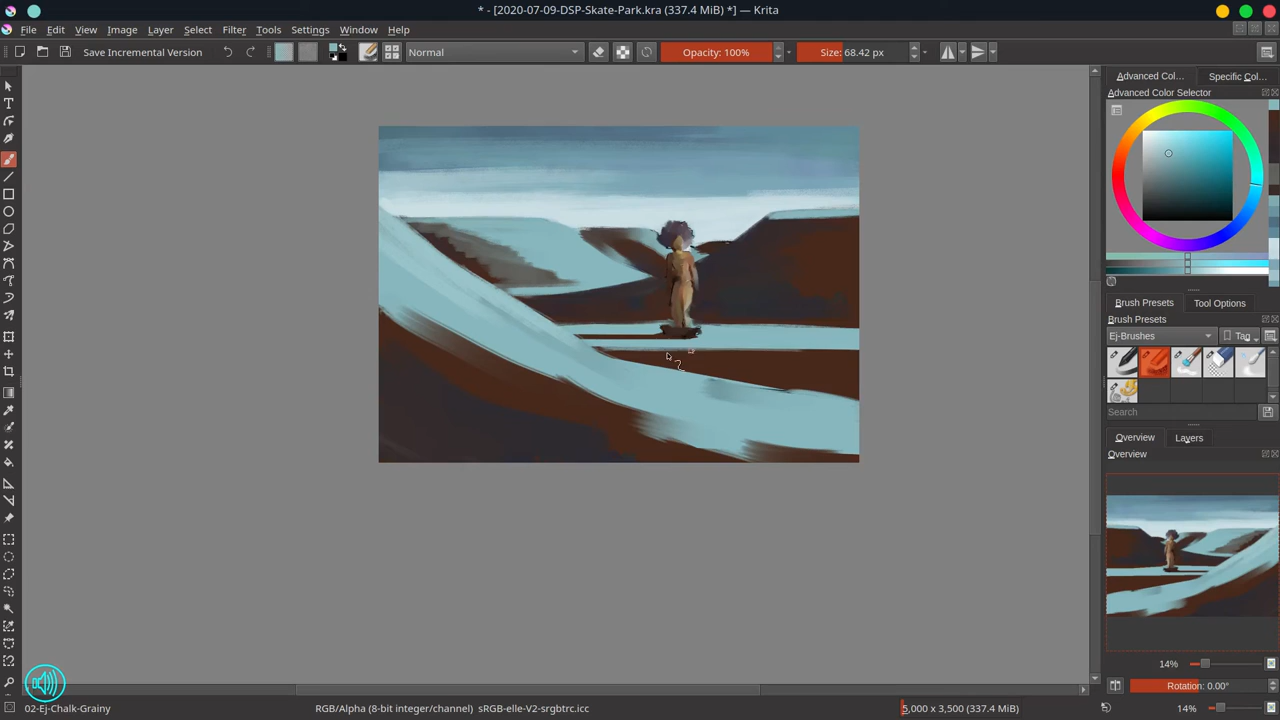 * - [2020-07-09-DSP-Skate-Park.kra (337.4 MiB) *] — Krita
File Edit View Image Layer Select Filter Tools Settings Window Help
Save Incremental Version Normal Opacity: 100% Size: 68.42 px
Advanced Col... Specific Col...
Advanced Color Selector
Brush Presets Tool Options
Brush Presets
Ej-Brushes Tag
Search
Overview Layers
Overview
14%
Rotation: 0.00°
02-Ej-Chalk-Grainy RGB/Alpha (8-bit integer/channel) sRGB-elle-V2-srgbtrc.icc 5,000 x 3,500 (337.4 MiB) 14%